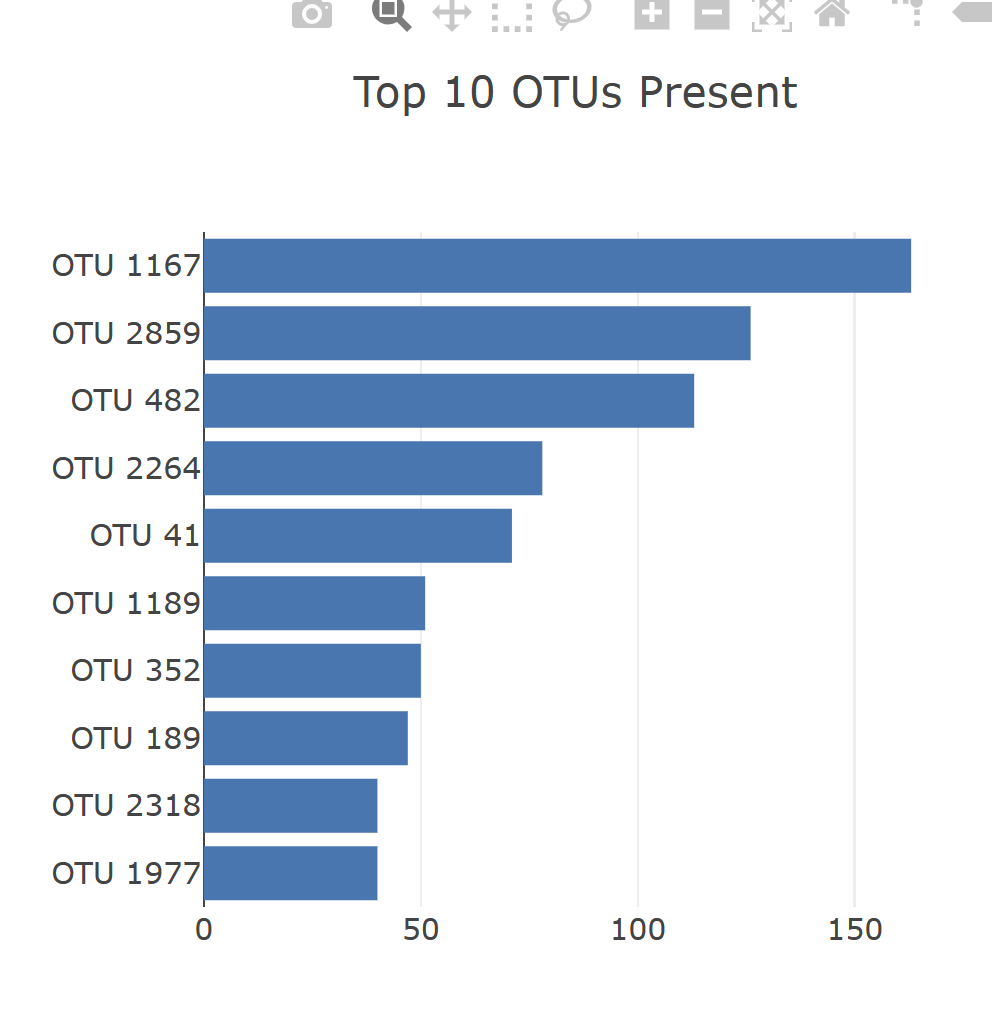 Top 10 OTUs Present
OTU 1167
OTU 2859
OTU 482
OTU 2264
OTU 41
OTU 1189
OTU 352
OTU 189
OTU 2318
OTU 1977
0 50 100 150